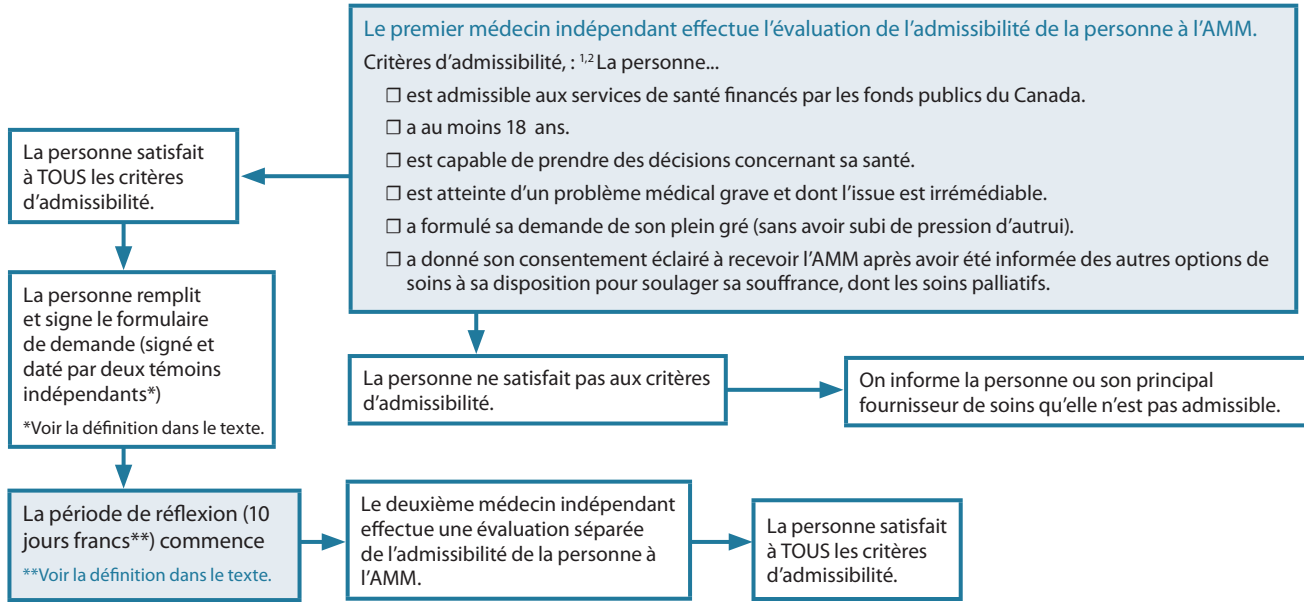 Le premier médecin indépendant effectue l'évaluation de l'admissibilité de la personne à l'AMM.
Critères d'admissibilité, : 1,2 La personne...
❒ est admissible aux services de santé financés par les fonds publics du Canada.
❒ a au moins 18 ans.
❒ est capable de prendre des décisions concernant sa santé.
❒ est atteinte d'un problème médical grave et dont l'issue est irrémédiable.
❒ a formulé sa demande de son plein gré (sans avoir subi de pression d'autrui).
❒ a donné son consentement éclairé à recevoir l'AMM après avoir été informée des autres options de
soins à sa disposition pour soulager sa souffrance, dont les soins palliatifs.
La personne satisfait
à TOUS les critères
d'admissibilité.
La personne remplit
et signe le formulaire
de demande (signé et
daté par deux témoins
indépendants*)
*Voir la définition dans le texte.
La personne ne satisfait pas aux critères
d'admissibilité.
On informe la personne ou son principal
fournisseur de soins qu'elle n'est pas admissible.
La période de réflexion (10
jours francs**) commence
**Voir la définition dans le texte.
Le deuxième médecin indépendant
effectue une évaluation séparée
de l'admissibilité de la personne à
l'AMM.
La personne satisfait
à TOUS les critères
d'admissibilité.